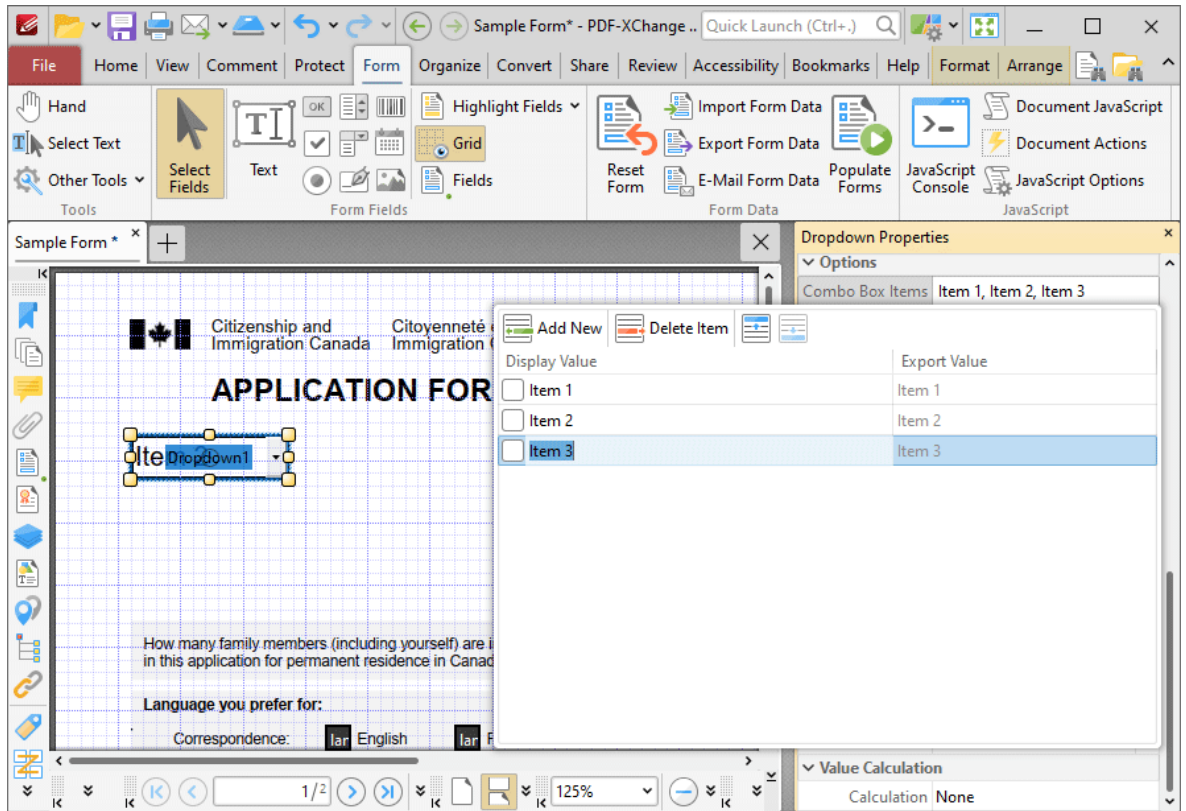 Sample Form* - PDF-XChange .. Quick Launch (Ctrl+.)
File Home View Comment Protect Form Organize Convert Share Review Accessibility Bookmarks Help Format Arrange
Hand
Select Text
Other Tools
Tools
Select Fields
Text
OK
Highlight Fields
Grid
Fields
Form Fields
Reset Form
Import Form Data
Export Form Data
E-Mail Form Data
Populate Forms
Form Data
JavaScript Console
Document JavaScript
Document Actions
JavaScript Options
JavaScript
Sample Form *
Dropdown Properties
Options
Combo Box Items Item 1, Item 2, Item 3
Citizenship and
Immigration Canada
Citoyenneté
Immigration
APPLICATION FOR
Dropdown1
Add New Delete Item
Display Value Export Value
Item 1 Item 1
Item 2 Item 2
Item 3 Item 3
How many family members (including yourself) are
in this application for permanent residence in Canad
Language you prefer for:
Correspondence: lar English lar
Value Calculation
Calculation None
1/2
125%